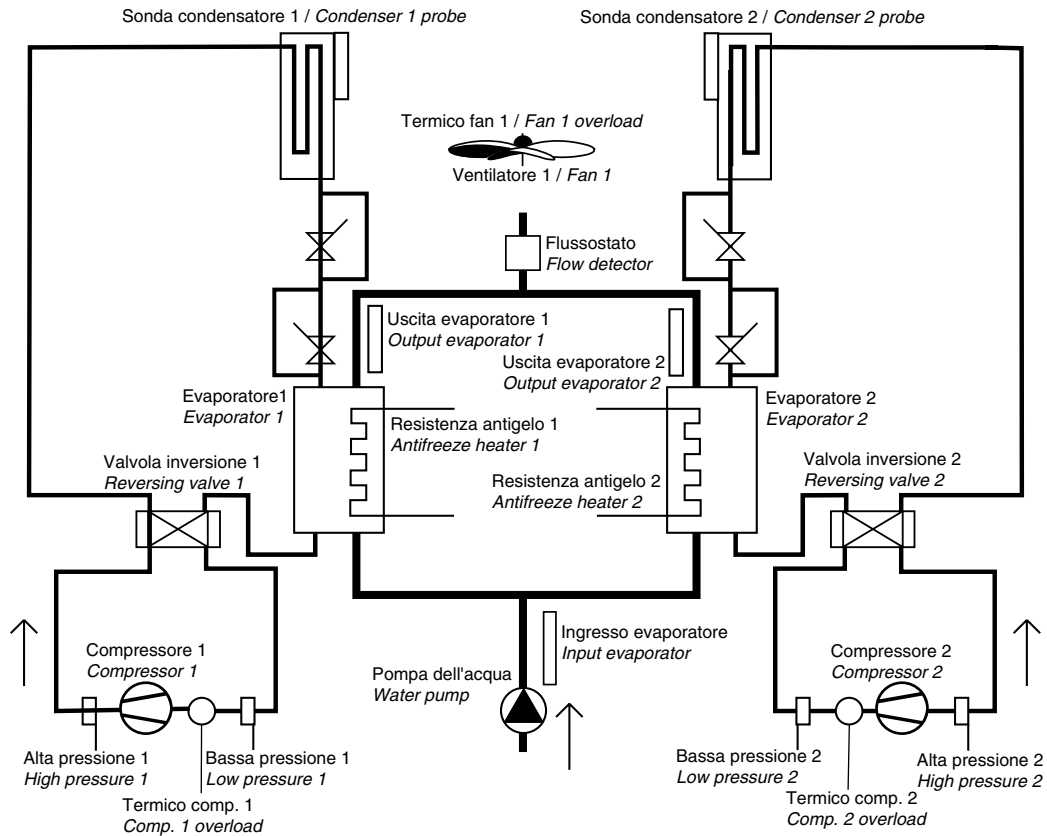 Sonda condensatore 1 / Condenser 1 probe
Sonda condensatore 2 / Condenser 2 probe
Termico fan 1 / Fan 1 overload
Ventilatore 1 / Fan 1
Flussostato
Flow detector
Uscita evaporatore 1
Output evaporator 1
Uscita evaporatore 2
Output evaporator 2
Evaporatore1
Evaporator 1
Evaporatore 2
Evaporator 2
Resistenza antigelo 1
Antifreeze heater 1
Resistenza antigelo 2
Antifreeze heater 2
Valvola inversione 1
Reversing valve 1
Valvola inversione 2
Reversing valve 2
Compressore 1
Compressor 1
Pompa dell'acqua
Water pump
Ingresso evaporatore
Input evaporator
Compressore 2
Compressor 2
Alta pressione 1
High pressure 1
Bassa pressione 1
Low pressure 1
Termico comp. 1
Comp. 1 overload
Bassa pressione 2
Low pressure 2
Alta pressione 2
High pressure 2
Termico comp. 2
Comp. 2 overload